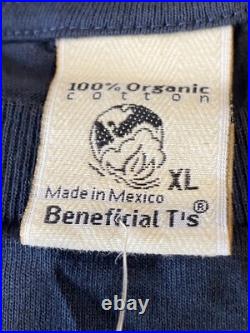 100% Organic
cotton
XL
Made in Mexico
Beneficial T's®